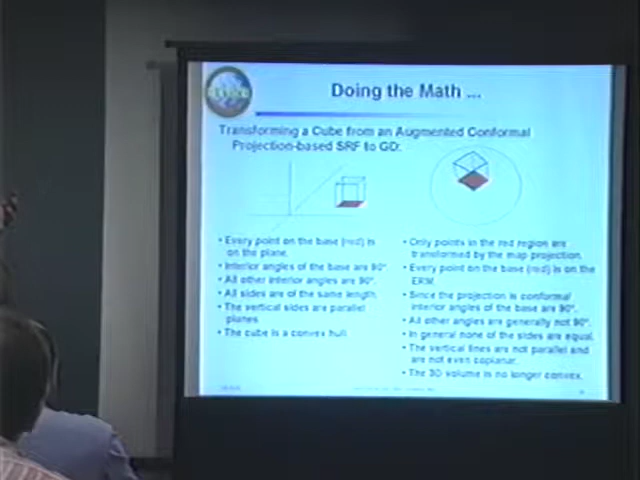 Doing the Math ...
Transforming a Cube from an Augmented Conformal
Projection-based SRF to GD:
• Every point on the base (red) is
on the plane.
• Interior angles of the base are 90°.
• All other interior angles are 90°.
• All sides are of the same length.
• The vertical sides are parallel
planes.
• The cube is a convex hull.
• Only points in the red region are
transformed by the map projection.
• Every point on the base (red) is on the
ERM.
• Since the projection is conformal
interior angles of the base are 90°.
• All other angles are generally not 90°.
• In general none of the sides are equal.
• The vertical lines are not parallel and
are not even coplanar.
• The 3D volume is no longer convex.